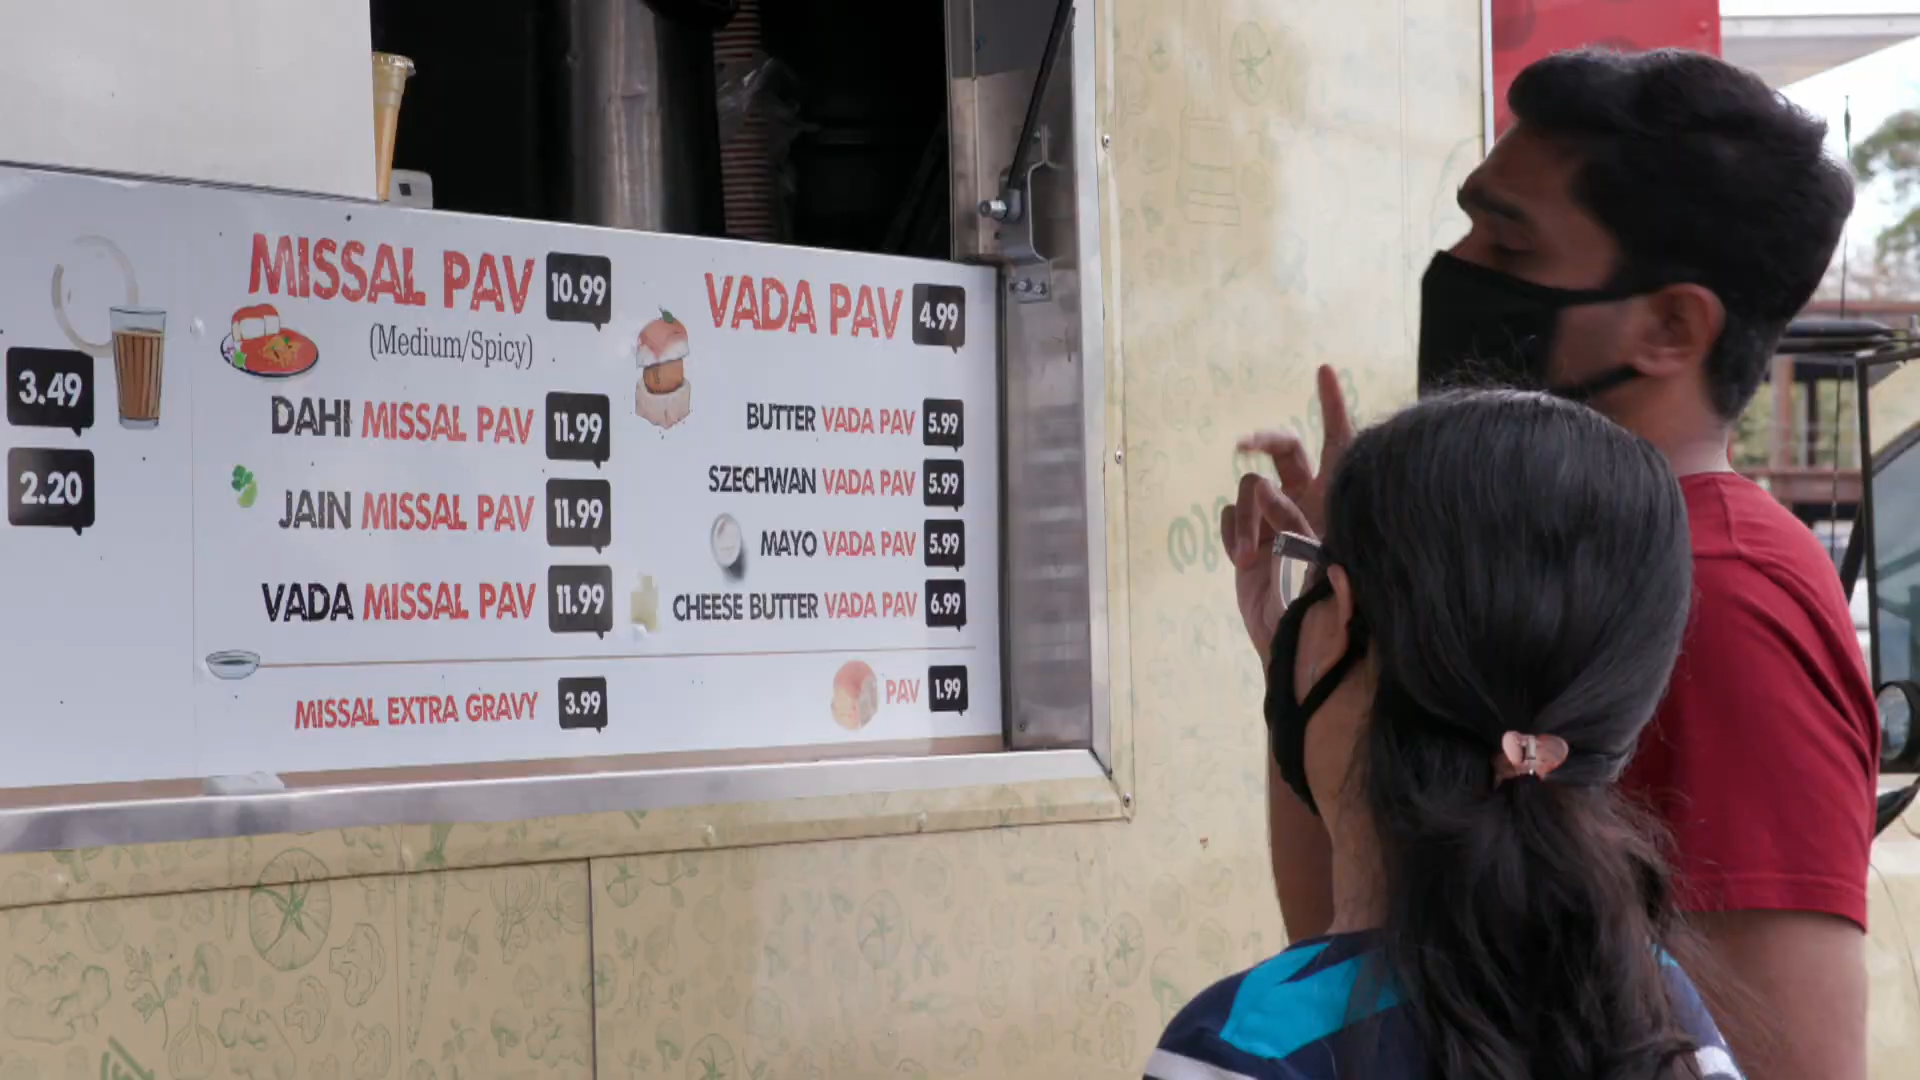 3.49
2.20
MISSAL PAV 10.99
(Medium/Spicy)
DAHI MISSAL PAV 11.99
JAIN MISSAL PAV 11.99
VADA MISSAL PAV 11.99
MISSAL EXTRA GRAVY 3.99
VADA PAV 4.99
BUTTER VADA PAV 5.99
SZECHWAN VADA PAV 5.99
MAYO VADA PAV 5.99
CHEESE BUTTER VADA PAV 6.99
PAV 1.99